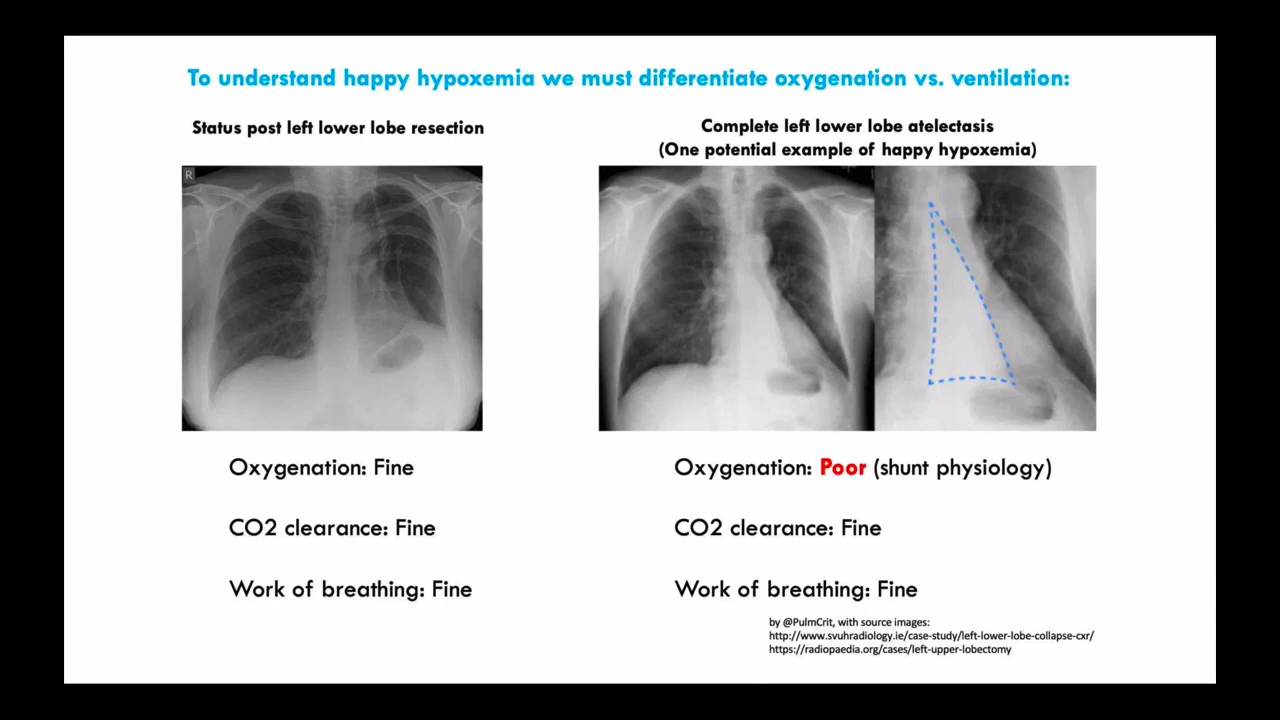 To understand happy hypoxemia we must differentiate oxygenation vs. ventilation:
Status post left lower lobe resection
R
Oxygenation: Fine
CO2 clearance: Fine
Work of breathing: Fine
Complete left lower lobe atelectasis
(One potential example of happy hypoxemia)
Oxygenation: Poor (shunt physiology)
CO2 clearance: Fine
Work of breathing: Fine
by @PulmCrit, with source images:
http://www.svuhradiology.ie/case-study/left-lower-lobe-collapse-cxr/
https://radiopaedia.org/cases/left-upper-lobectomy